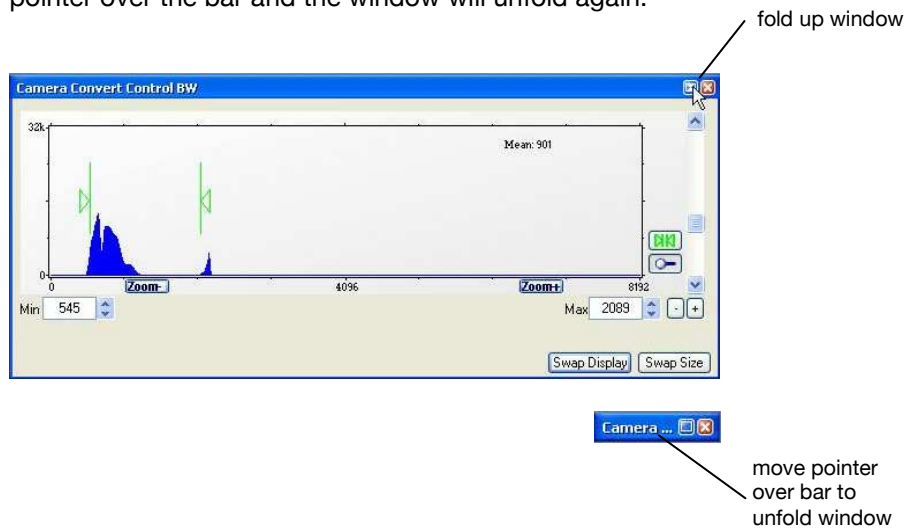 pointer over the bar and the window will unfold again.
fold up window
Camera Convert Control BW
32k
Mean: 901
0
0
Zoom-
4096
Zoom+
8192
Min 545
Max 2089
- +
Swap Display Swap Size
Camera ...
move pointer
over bar to
unfold window